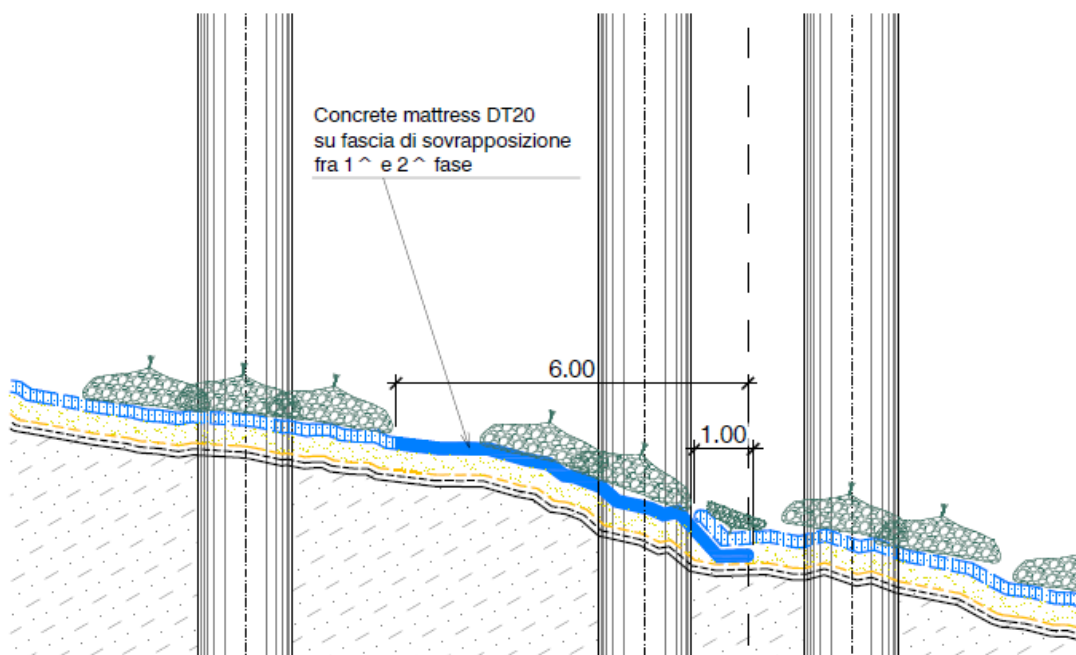 Concrete mattress DT20
su fascia di sovrapposizione
fra 1^ e 2^ fase
6.00
1.00